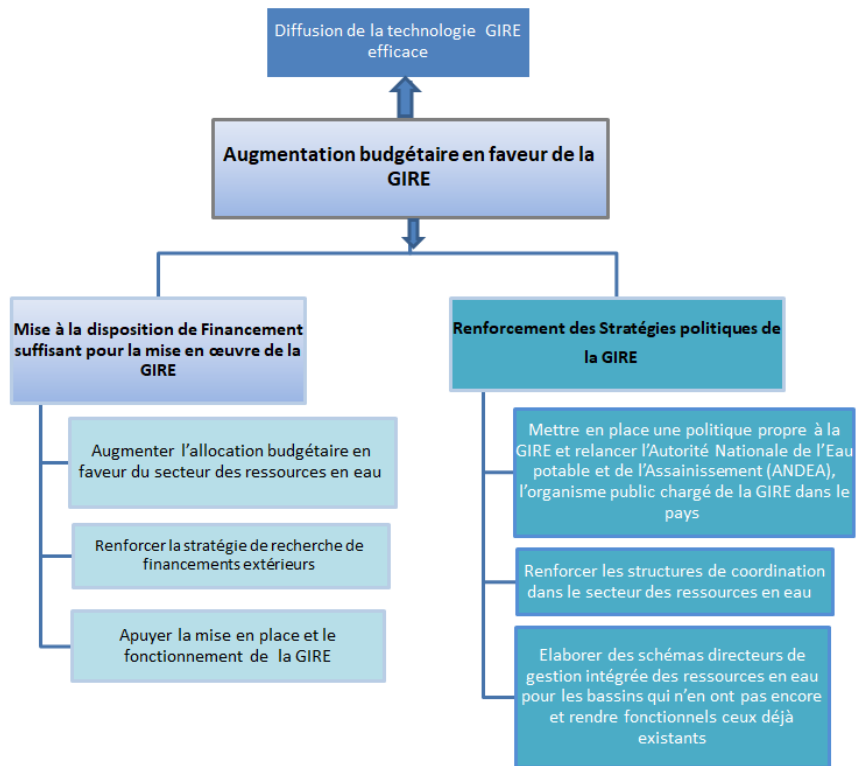 Diffusion de la technologie GIRE
efficace
Augmentation budgétaire en faveur de la
GIRE
Mise à la disposition de Financement
suffisant pour la mise en œuvre de la
GIRE
Augmenter l’allocation budgétaire en
faveur du secteur des ressources en eau
Renforcer la stratégie de recherche de
financements extérieurs
Apuyer la mise en place et le
fonctionnement de la GIRE
Renforcement des Stratégies politiques de
la GIRE
Mettre en place une politique propre à la
GIRE et relancer l’Autorité Nationale de l’Eau
potable et de l’Assainissement (ANDEA),
l’organisme public chargé de la GIRE dans le
pays
Renforcer les structures de coordination
dans le secteur des ressources en eau
Elaborer des schémas directeurs de
gestion intégrée des ressources en eau
pour les bassins qui n’en ont pas encore
et rendre fonctionnels ceux déjà
existants